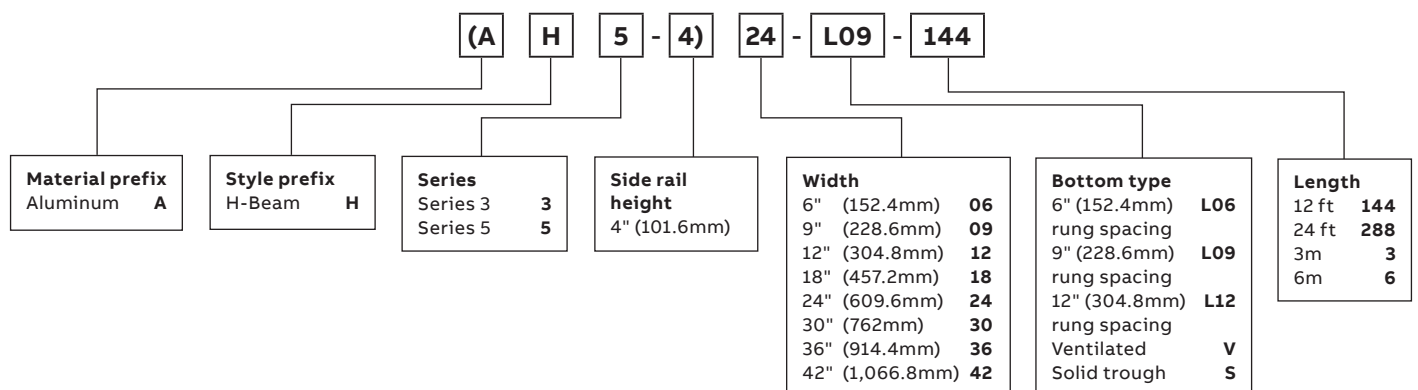 (A H 5 - 4) 24 - L09 - 144
Material prefix
Aluminum A
Style prefix
H-Beam H
Series
Series 3 3
Series 5 5
Side rail
height
4" (101.6mm)
Width
6" (152.4mm) 06
9" (228.6mm) 09
12" (304.8mm) 12
18" (457.2mm) 18
24" (609.6mm) 24
30" (762mm) 30
36" (914.4mm) 36
42" (1,066.8mm) 42
Bottom type
6" (152.4mm) L06
rung spacing
9" (228.6mm) L09
rung spacing
12" (304.8mm) L12
rung spacing
Ventilated V
Solid trough S
Length
12 ft 144
24 ft 288
3m 3
6m 6